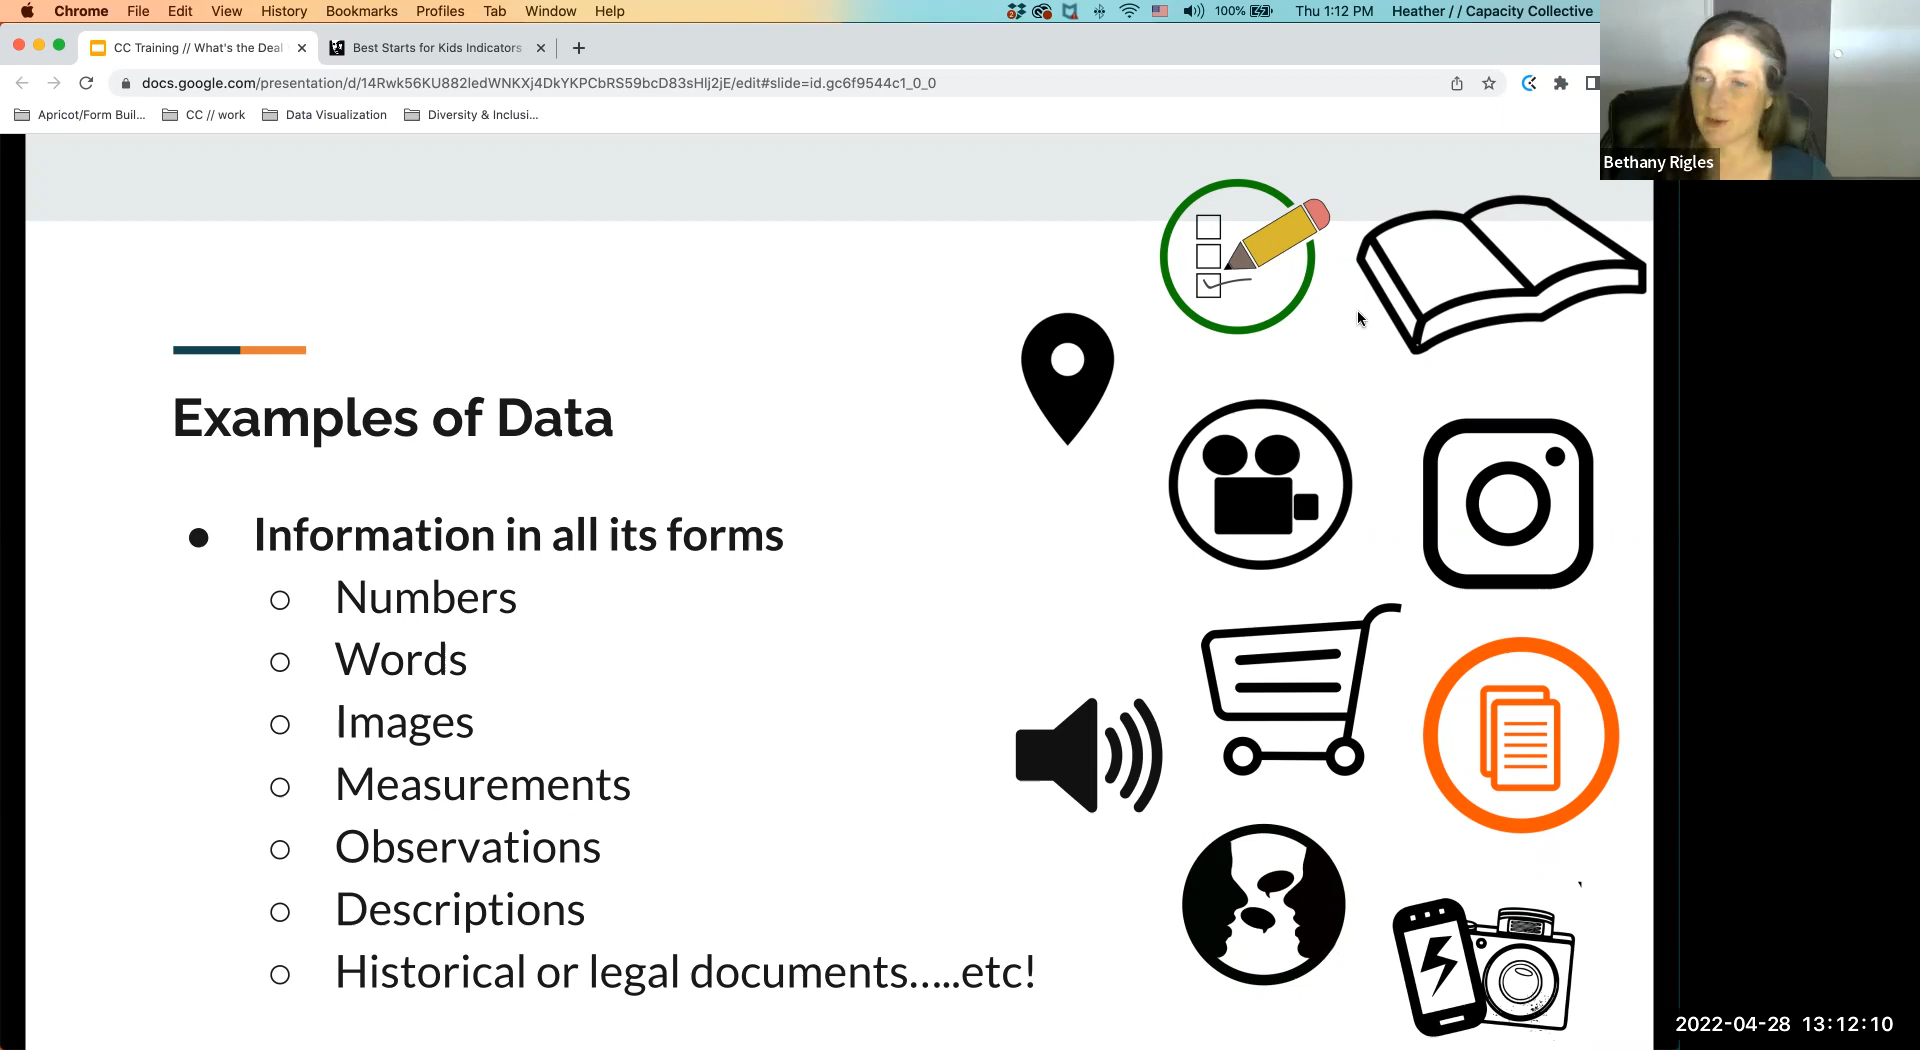 Chrome File Edit View History Bookmarks Profiles Tab Window Help 2 100% Thu 1:12 PM Heather / / Capacity Collective
CC Training // What's the Deal Best Starts for Kids Indicators
docs.google.com/presentation/d/14Rwk56KU882ledWNKXj4DkYKPCbRS59bcD83sHlj2jE/edit#slide=id.gc6f9544c1_0_0
Apricot/Form Buil... CC // work Data Visualization Diversity & Inclusi...
Bethany Rigles
Examples of Data
Information in all its forms
Numbers
Words
Images
Measurements
Observations
Descriptions
Historical or legal documents.....etc!
2022-04-28 13:12:10